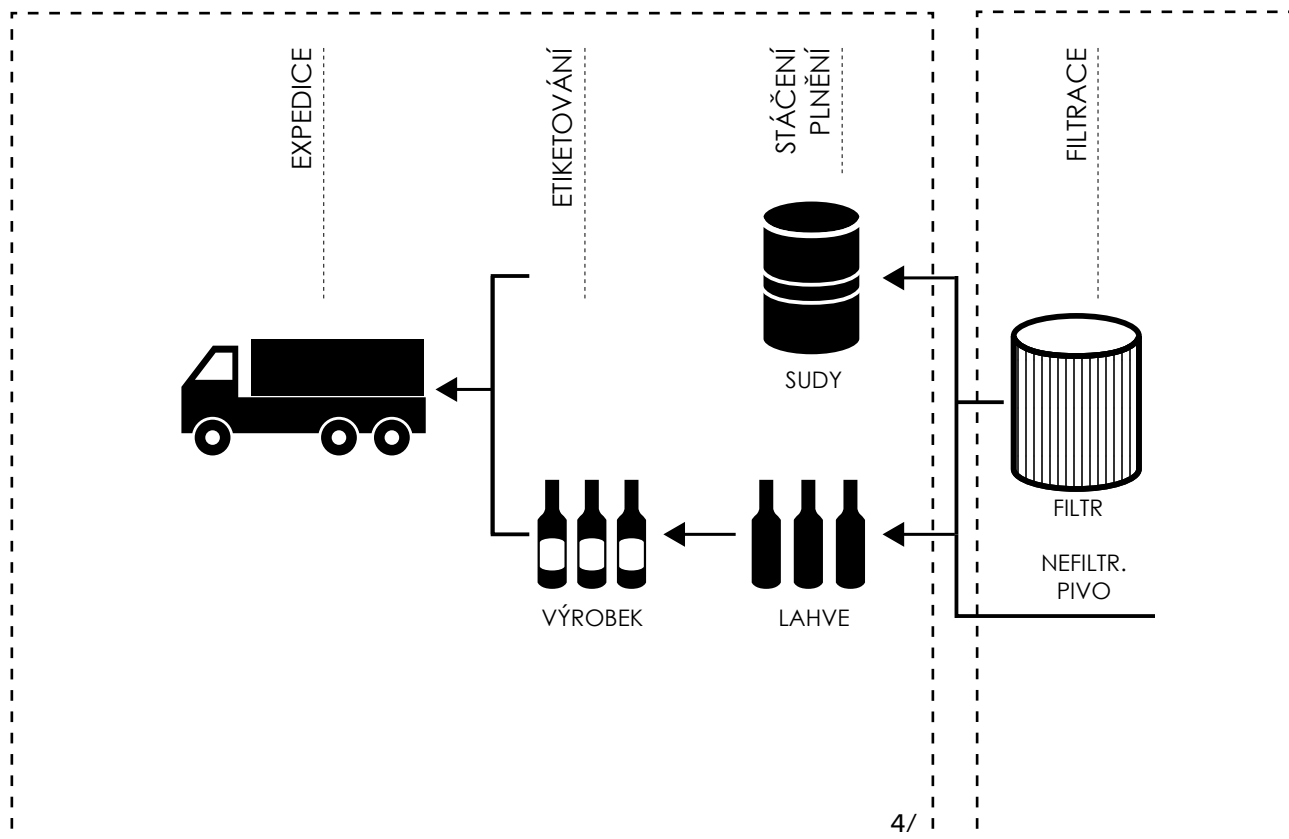 EXPEDICE
ETIKETOVÁNÍ
STÁČENÍ
PLNĚNÍ
FILTRACE
SUDY
FILTR
NEFILTR.
PIVO
VÝROBEK
LAHVE
4/